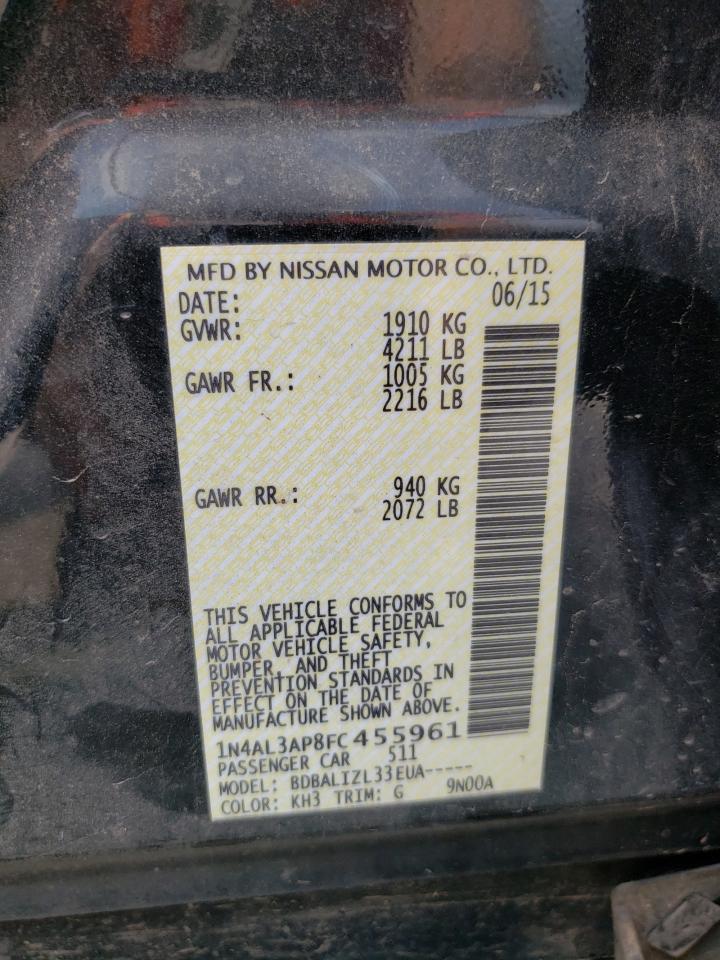 MFD BY NISSAN MOTOR CO., LTD.
DATE: 06/15
GVWR: 1910 KG
4211 LB
GAWR FR.: 1005 KG
2216 LB
GAWR RR.: 940 KG
2072 LB
THIS VEHICLE CONFORMS TO
ALL APPLICABLE FEDERAL
MOTOR VEHICLE SAFETY,
BUMPER, AND THEFT
PREVENTION STANDARDS IN
EFFECT ON THE DATE OF
MANUFACTURE SHOWN ABOVE.
1N4AL3AP8FC455961
PASSENGER CAR 511
MODEL: BDBALIZL33EUA-----
COLOR: KH3 TRIM: G 9N00A